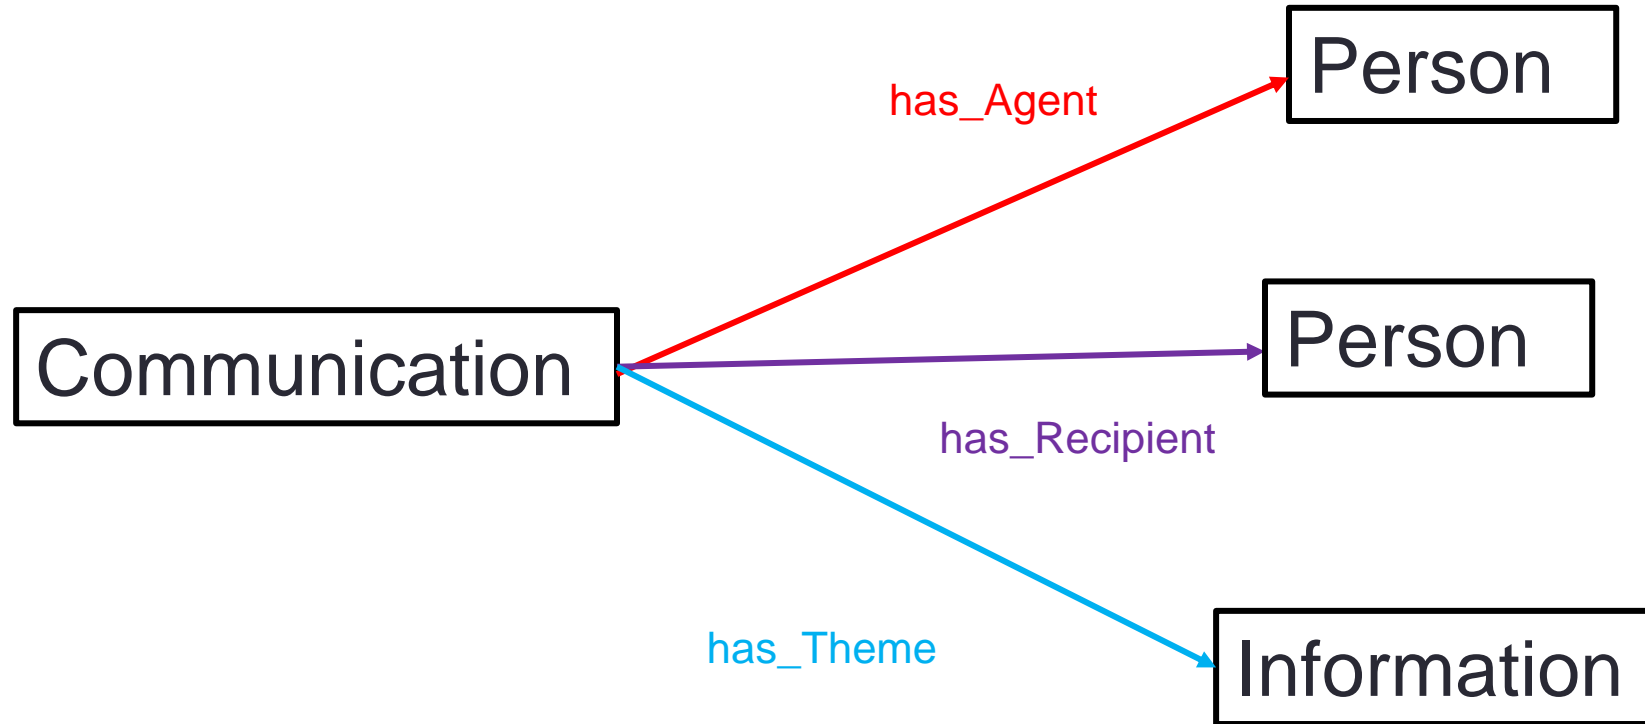 Person
has_Agent
Person
Communication
has_Recipient
has_Theme
Information